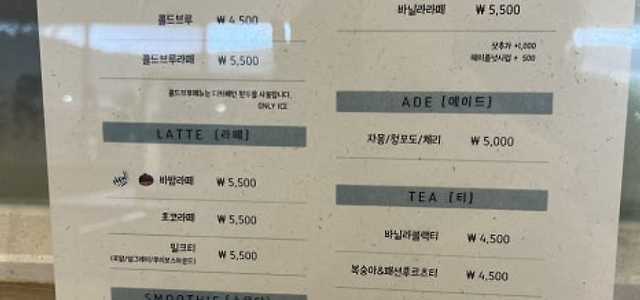 콜드브루 ₩ 4,500
콜드브루라떼 ₩ 5,500
콜드브루메뉴는 디카페인 원두를 사용합니다.
ONLY ICE
LATTE [라떼]
바밤라떼 ₩ 5,500
초코라떼 ₩ 5,500
밀크티 ₩ 5,500
(로얄/얼그레이/루이보스바닐라)
바닐라라떼 ₩ 5,500
샷추가 +1,000
헤이즐넛시럽 + 500
ADE [에이드]
자몽/청포도/체리 ₩ 5,000
TEA [티]
바닐라블랙티 ₩ 4,500
복숭아&패션후르츠티 ₩ 4,500